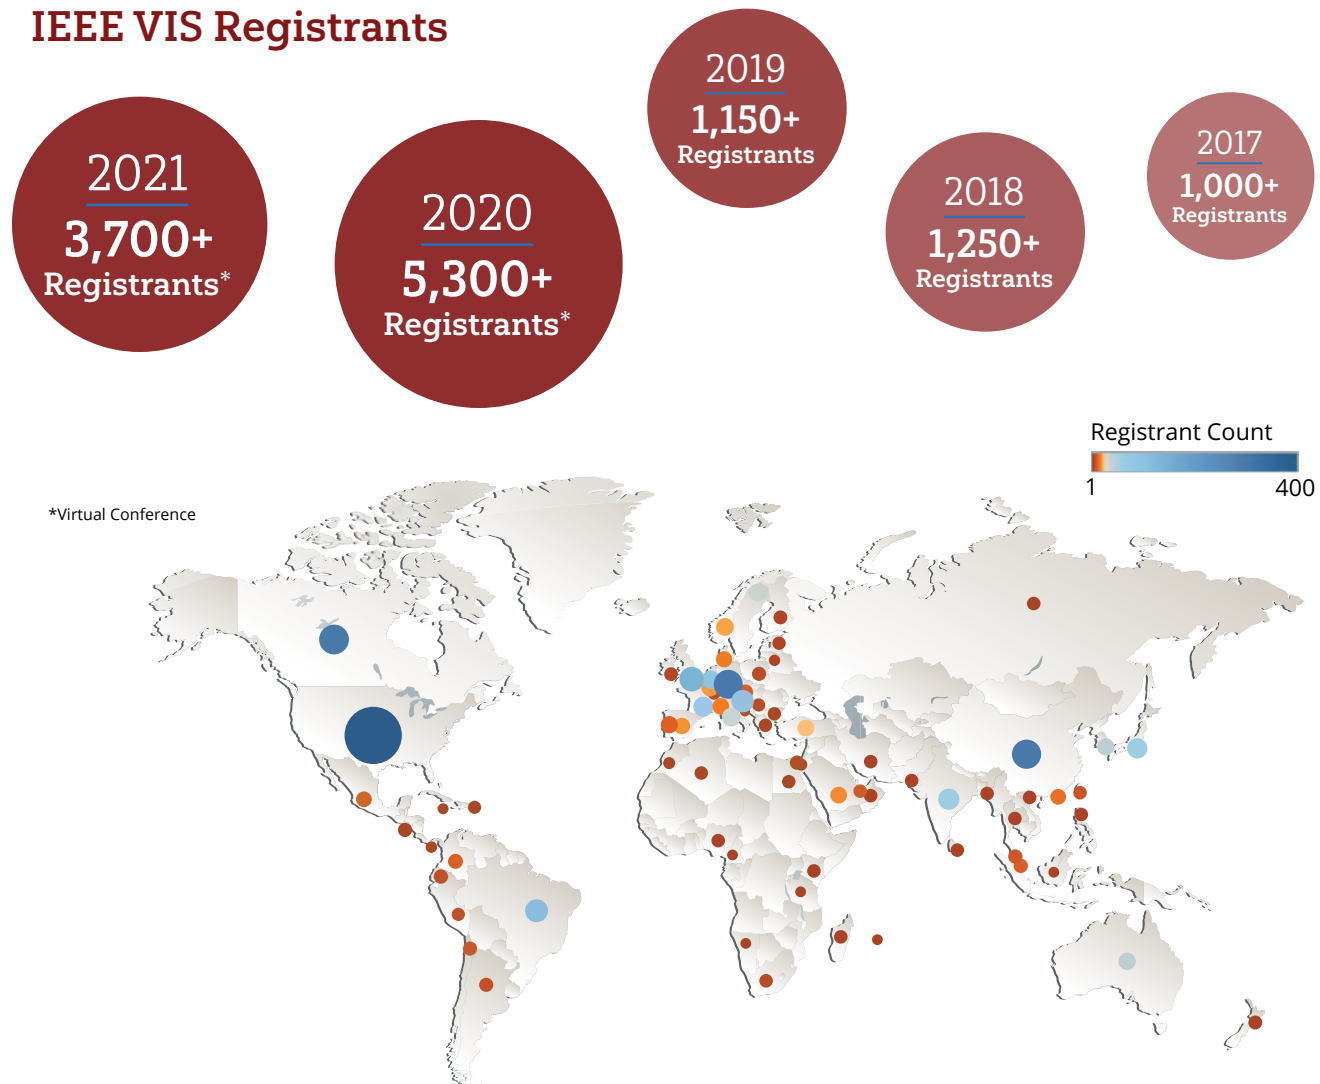 IEEE VIS Registrants
2021
3,700+
Registrants*
2020
5,300+
Registrants*
2019
1,150+
Registrants
2018
1,250+
Registrants
2017
1,000+
Registrants
Registrant Count
1
400
*Virtual Conference